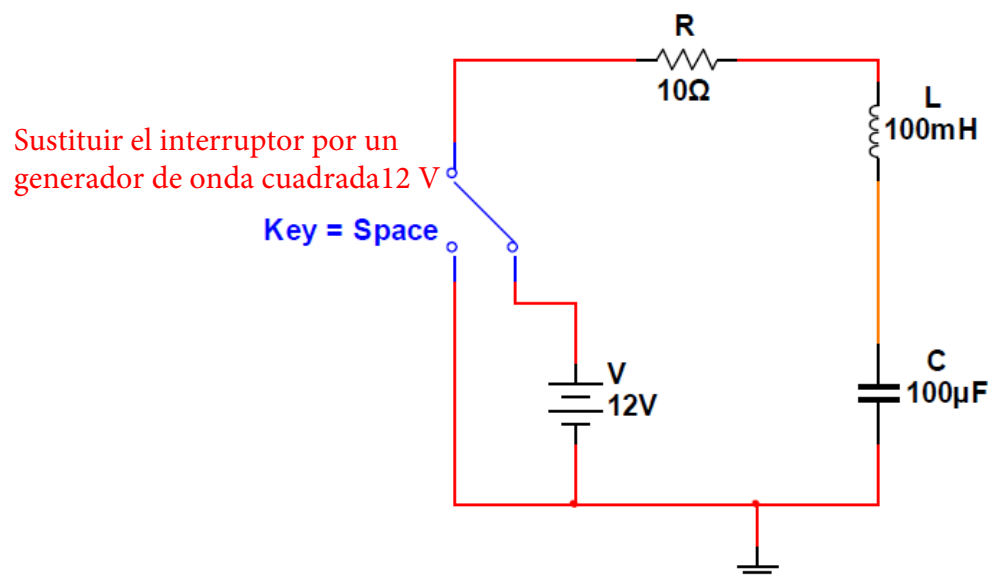 R
10Ω
L
100mH
Sustituir el interruptor por un
generador de onda cuadrada12 V
Key = Space
V
12V
C
100µF